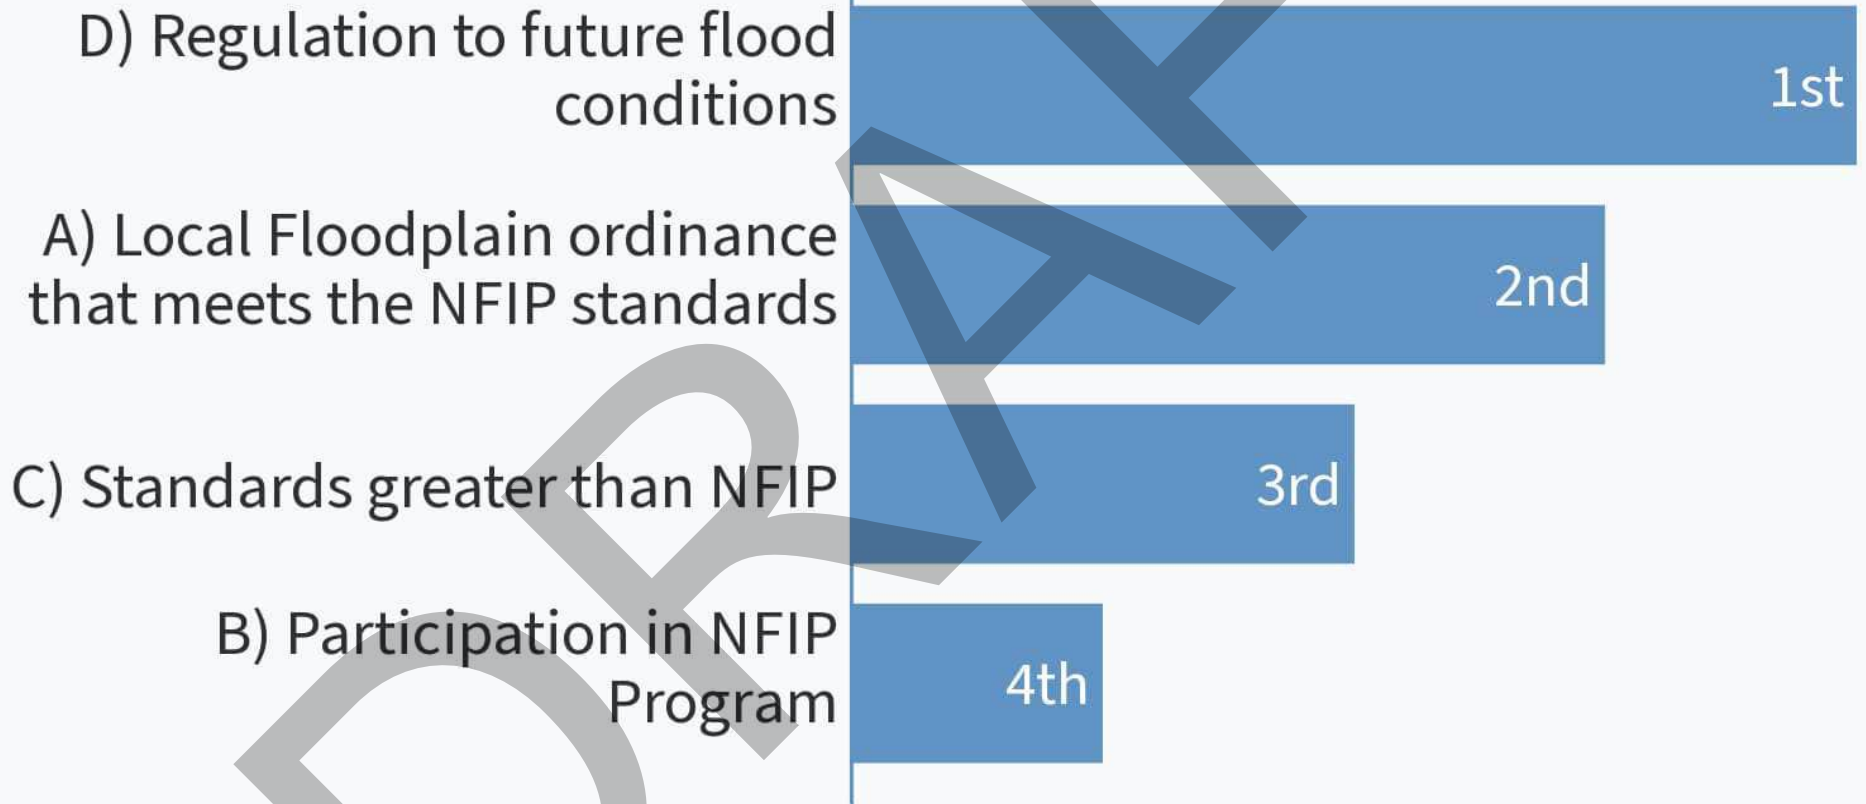 D) Regulation to future flood
conditions
1st
A) Local Floodplain ordinance
that meets the NFIP standards
2nd
C) Standards greater than NFIP
3rd
B) Participation in NFIP
Program
4th
DRAF